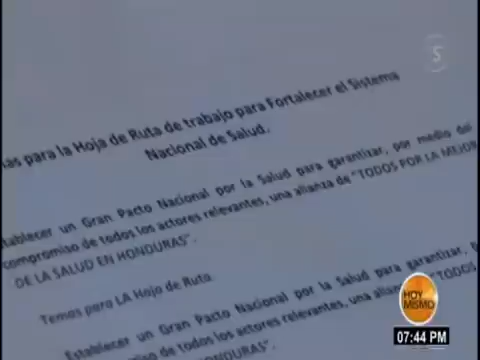 S
mas para la Hoja de Ruta de trabajo para Fortalecer el Sistema
Nacional de Salud.
Establecer un Gran Pacto Nacional por la Salud para garantizar, por medio del
compromiso de todos los actores relevantes, una alianza de "TODOS POR LA MEJOR
DE LA SALUD EN HONDURAS".
Temas para LA Hoja de Ruta.
Establecer un Gran Pacto Nacional por la Salud para garantizar,
de todos los actores relevantes, una alianza de "TODOS
HONDURAS".
HOY
MISMO
07:44 PM